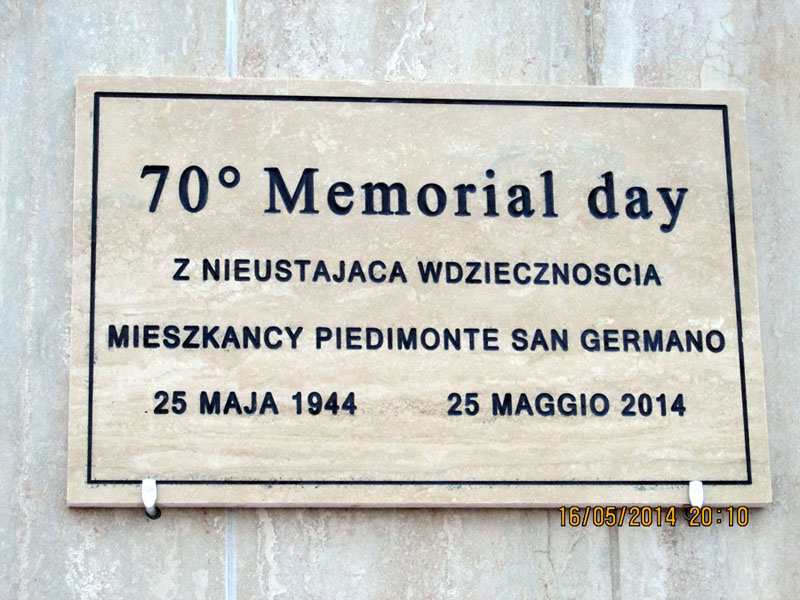 70° Memorial day
Z NIEUSTAJACA WDZIECZNOSCIA
MIESZKANCY PIEDIMONTE SAN GERMANO
25 MAJA 1944 25 MAGGIO 2014
16/05/2014 20:10